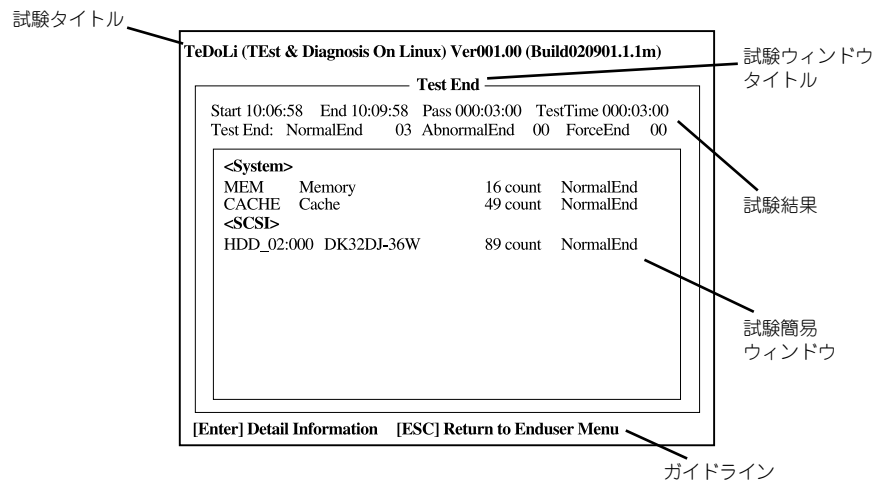 試験タイトル
TeDoLi (TEst & Diagnosis On Linux) Ver001.00 (Build020901.1.1m)
試験ウィンドウ
タイトル
Test End
Start 10:06:58 End 10:09:58 Pass 000:03:00 TestTime 000:03:00
Test End: NormalEnd 03 AbnormalEnd 00 ForceEnd 00
試験結果
<System>
MEM Memory 16 count NormalEnd
CACHE Cache 49 count NormalEnd
<SCSI>
HDD_02:000 DK32DJ-36W 89 count NormalEnd
試験簡易
ウィンドウ
[Enter] Detail Information [ESC] Return to Enduser Menu
ガイドライン